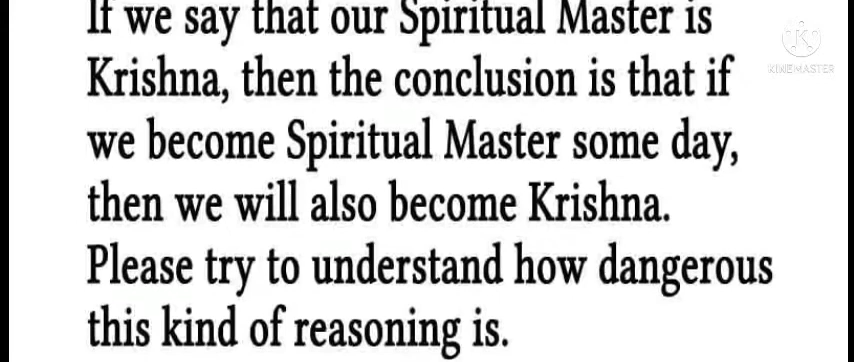 If we say that our Spiritual Master is
Krishna, then the conclusion is that if
we become Spiritual Master some day,
then we will also become Krishna.
Please try to understand how dangerous
this kind of reasoning is.
K
KINEMASTER